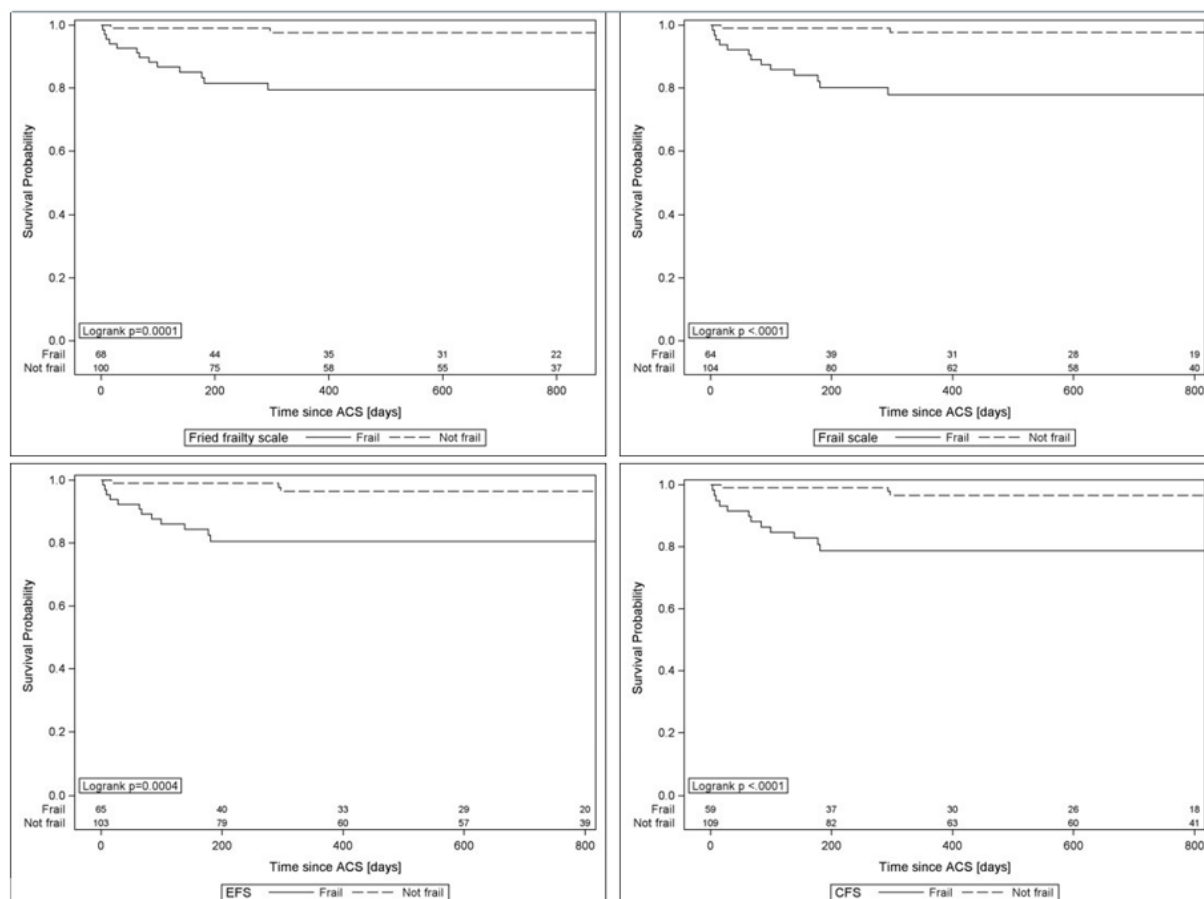 1.0
0.8
0.6
0.4
0.2
0.0
Survival Probability
Logrank p=0.0001
Frail 68 44 35 31 22
Not frail 100 75 58 55 37
0 200 400 600 800
Time since ACS [days]
Fried frailty scale Frail Not frail
1.0
0.8
0.6
0.4
0.2
0.0
Survival Probability
Logrank p <.0001
Frail 64 39 31 28 19
Not frail 104 80 62 58 40
0 200 400 600 800
Time since ACS [days]
Frail scale Frail Not frail
1.0
0.8
0.6
0.4
0.2
0.0
Survival Probability
Logrank p=0.0004
Frail 65 40 33 29 20
Not frail 103 79 60 57 39
0 200 400 600 800
Time since ACS [days]
EFS Frail Not frail
1.0
0.8
0.6
0.4
0.2
0.0
Survival Probability
Logrank p <.0001
Frail 59 37 30 26 18
Not frail 109 82 63 60 41
0 200 400 600 800
Time since ACS [days]
CFS Frail Not frail